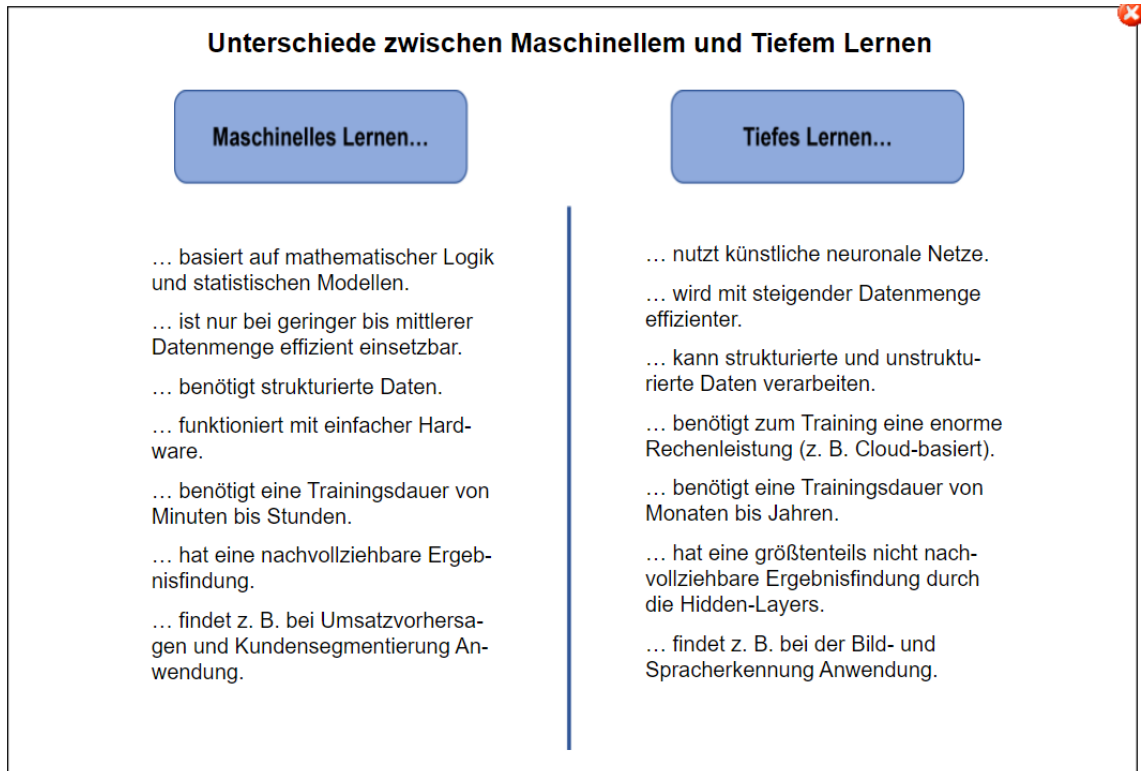 Unterschiede zwischen Maschinellem und Tiefem Lernen
Maschinelles Lernen...
... basiert auf mathematischer Logik
und statistischen Modellen.
... ist nur bei geringer bis mittlerer
Datenmenge effizient einsetzbar.
... benötigt strukturierte Daten.
... funktioniert mit einfacher Hard-
ware.
... benötigt eine Trainingsdauer von
Minuten bis Stunden.
... hat eine nachvollziehbare Ergeb-
nisfindung.
... findet z. B. bei Umsatzvorhersa-
gen und Kundensegmentierung An-
wendung.
Tiefes Lernen...
... nutzt künstliche neuronale Netze.
... wird mit steigender Datenmenge
effizienter.
... kann strukturierte und unstruktu-
rierte Daten verarbeiten.
... benötigt zum Training eine enorme
Rechenleistung (z. B. Cloud-basiert).
... benötigt eine Trainingsdauer von
Monaten bis Jahren.
... hat eine größtenteils nicht nach-
vollziehbare Ergebnisfindung durch
die Hidden-Layers.
... findet z. B. bei der Bild- und
Spracherkennung Anwendung.